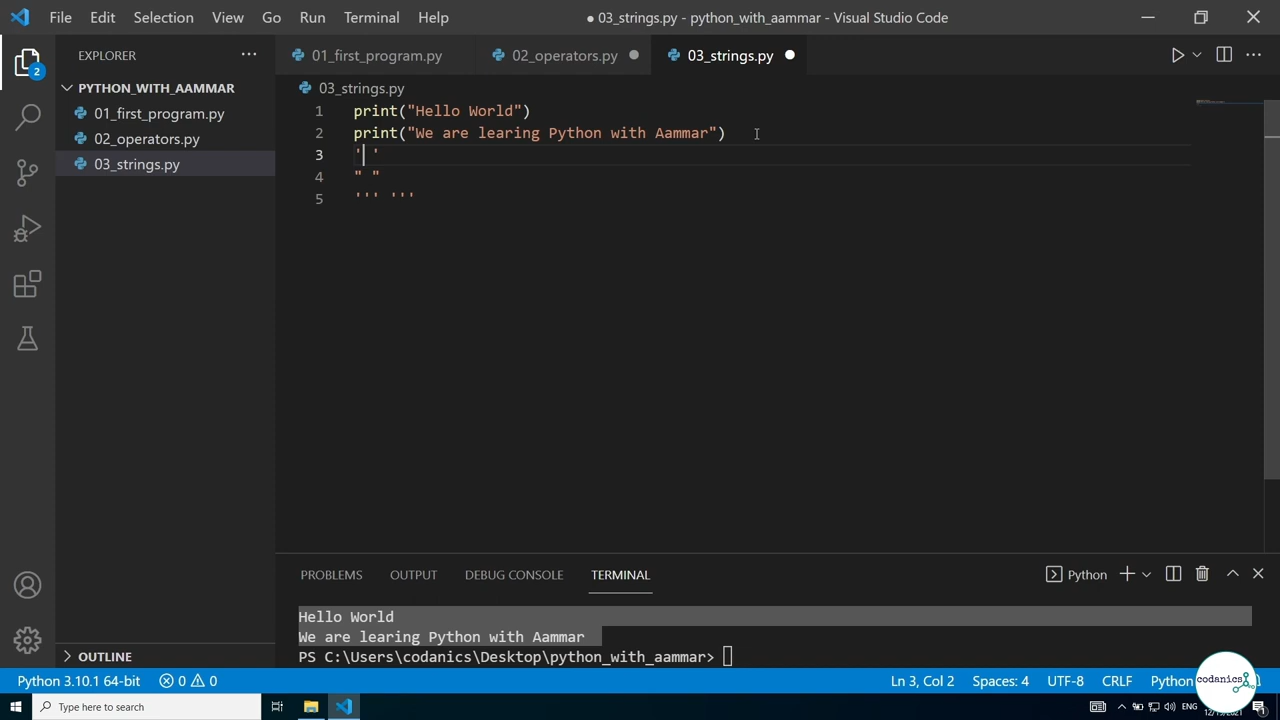 File Edit Selection View Go Run Terminal Help
● 03_strings.py - python_with_aammar - Visual Studio Code
EXPLORER
01_first_program.py 02_operators.py 03_strings.py
PYTHON_WITH_AAMMAR
01_first_program.py
02_operators.py
03_strings.py
2
03_strings.py
1 print("Hello World")
2 print("We are learing Python with Aammar")
3 ' '
4 " "
5 ''' '''
PROBLEMS OUTPUT DEBUG CONSOLE TERMINAL
Python
Hello World
We are learing Python with Aammar
PS C:\Users\codanics\Desktop\python_with_aammar>
OUTLINE
Python 3.10.1 64-bit 0 0
Ln 3, Col 2 Spaces: 4 UTF-8 CRLF Python
codanics
Type here to search
ENG